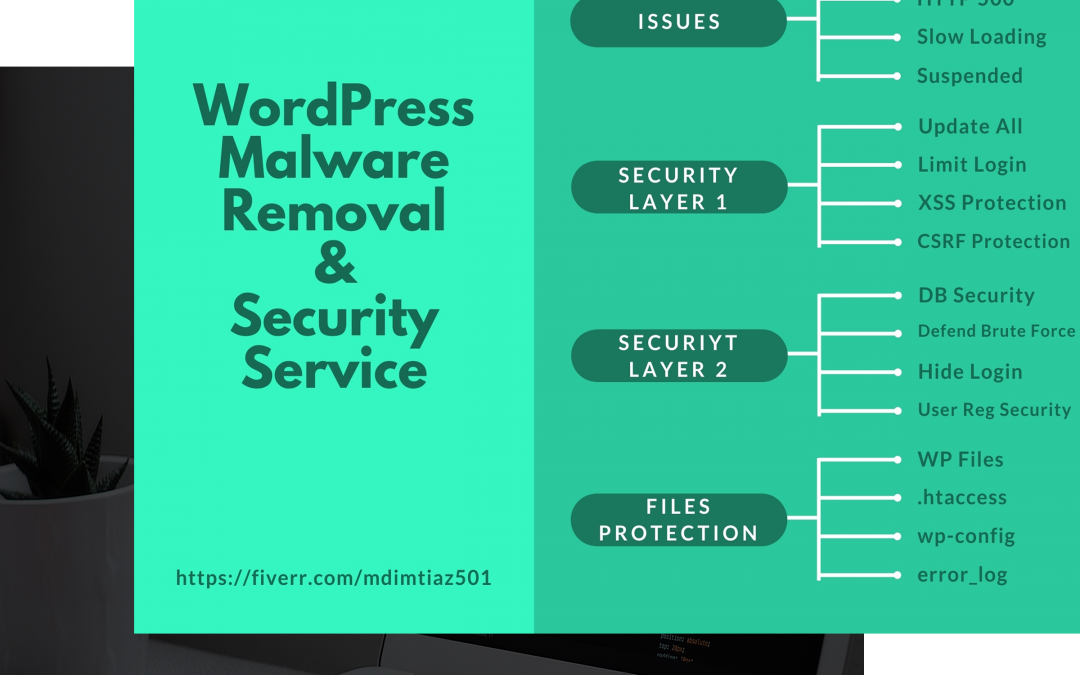 WordPress
Malware
Removal
&
Security
Service
https://fiverr.com/mdimtiaz501
ISSUES
HTTP 500
Slow Loading
Suspended
SECURITY
LAYER 1
Update All
Limit Login
XSS Protection
CSRF Protection
SECURIYT
LAYER 2
DB Security
Defend Brute Force
Hide Login
User Reg Security
FILES
PROTECTION
WP Files
.htaccess
wp-config
error_log